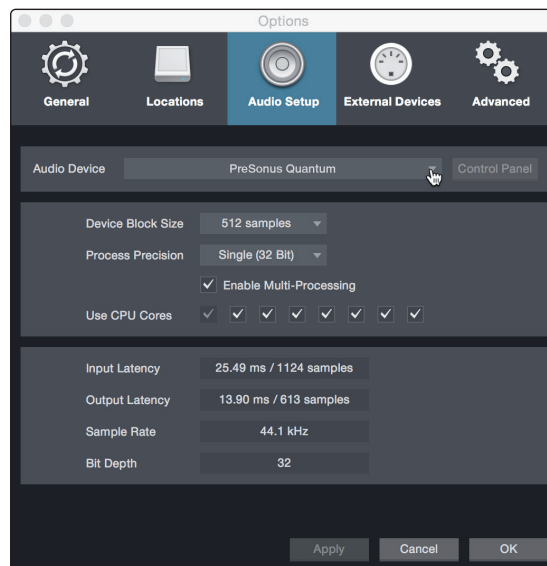 Options
General Locations Audio Setup External Devices Advanced
Audio Device PreSonus Quantum Control Panel
Device Block Size 512 samples
Process Precision Single (32 Bit)
Enable Multi-Processing
Use CPU Cores
Input Latency 25.49 ms / 1124 samples
Output Latency 13.90 ms / 613 samples
Sample Rate 44.1 kHz
Bit Depth 32
Apply Cancel OK